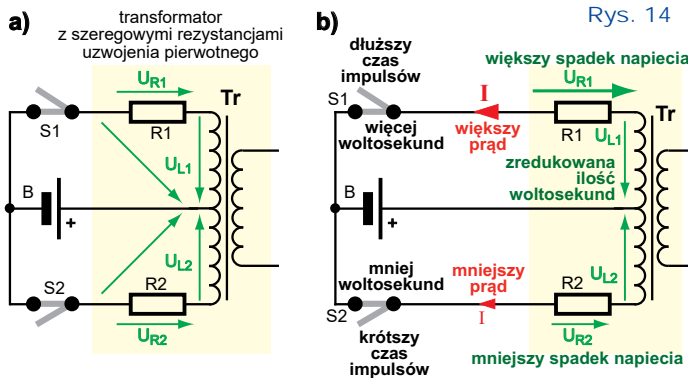 Rys. 14
a)
transformator
z szeregowymi rezystancjami
uzwojenia pierwotnego
UR1
Tr
S1
R1
UL1
B
+
UL2
S2
R2
UR2
b)
dłuższy
czas
impulsów
większy spadek napiecia
UR1
I
Tr
S1
R1
więcej
woltosekund
większy
prąd
UL1
zredukowana
ilość
woltosekund
B
+
mniej
woltosekund
mniejszy
prąd
UL2
R2
S2
I
krótszy
czas
impulsów
UR2
mniejszy spadek napiecia